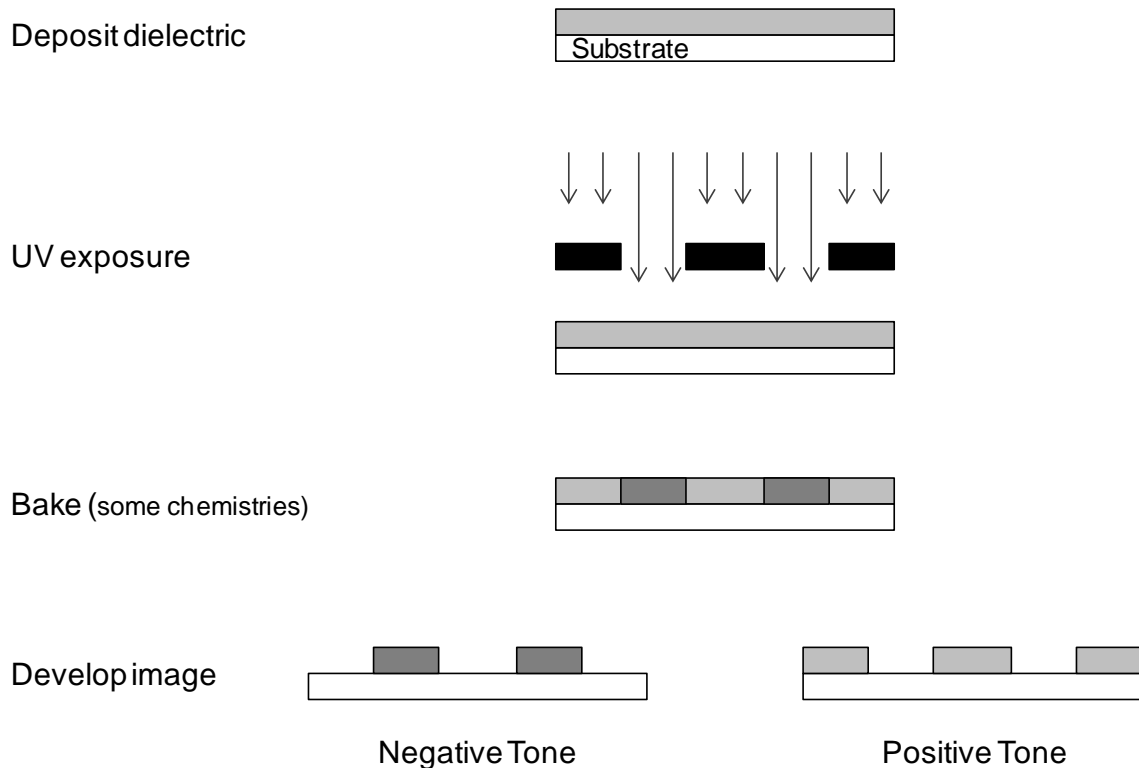 Deposit dielectric
Substrate
UV exposure
Bake (some chemistries)
Develop image
Negative Tone
Positive Tone